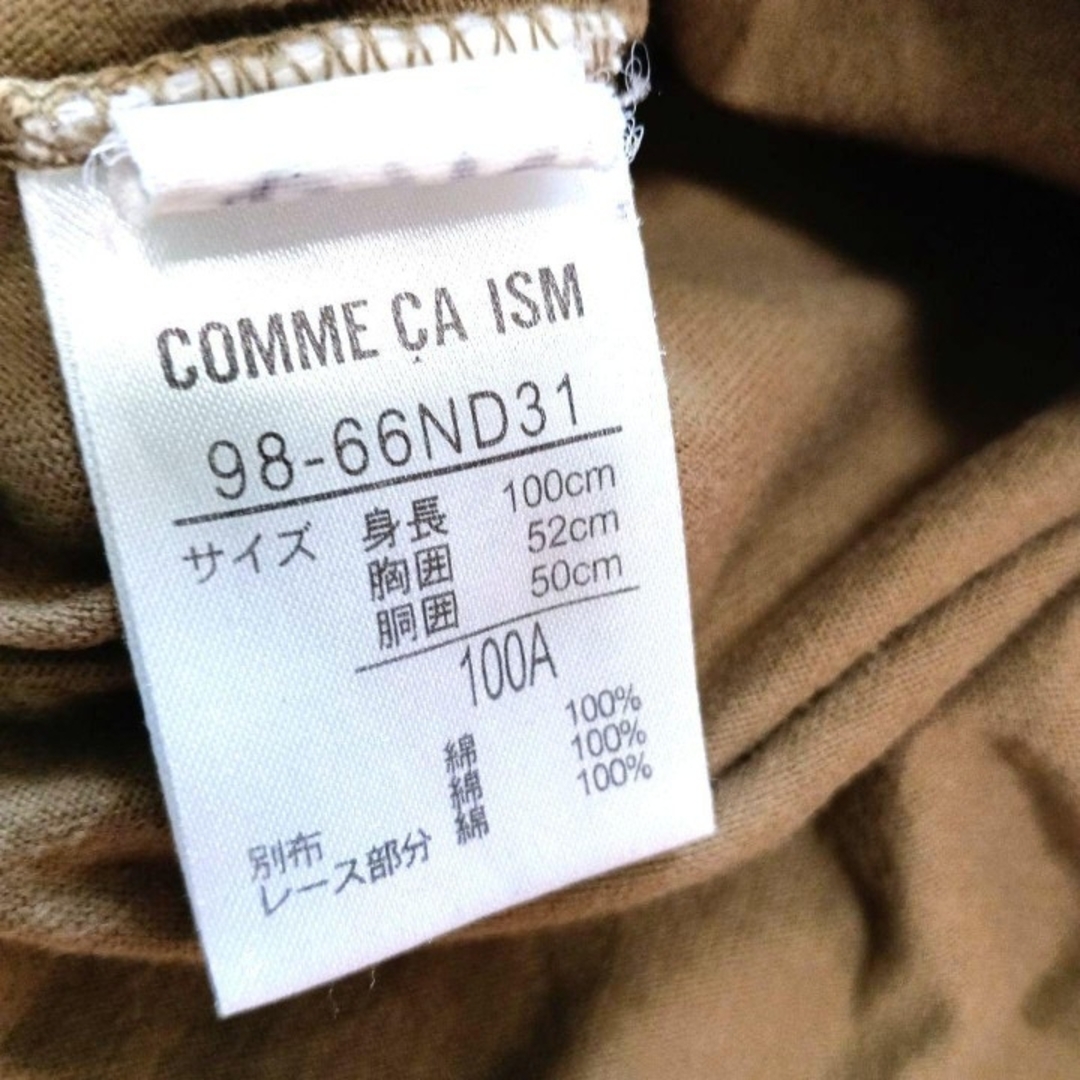 COMME ÇA ISM
98-66ND31
サイズ 身長 100cm
胸囲 52cm
胴囲 50cm
100A
綿 100%
別布 綿 100%
レース部分 綿 100%